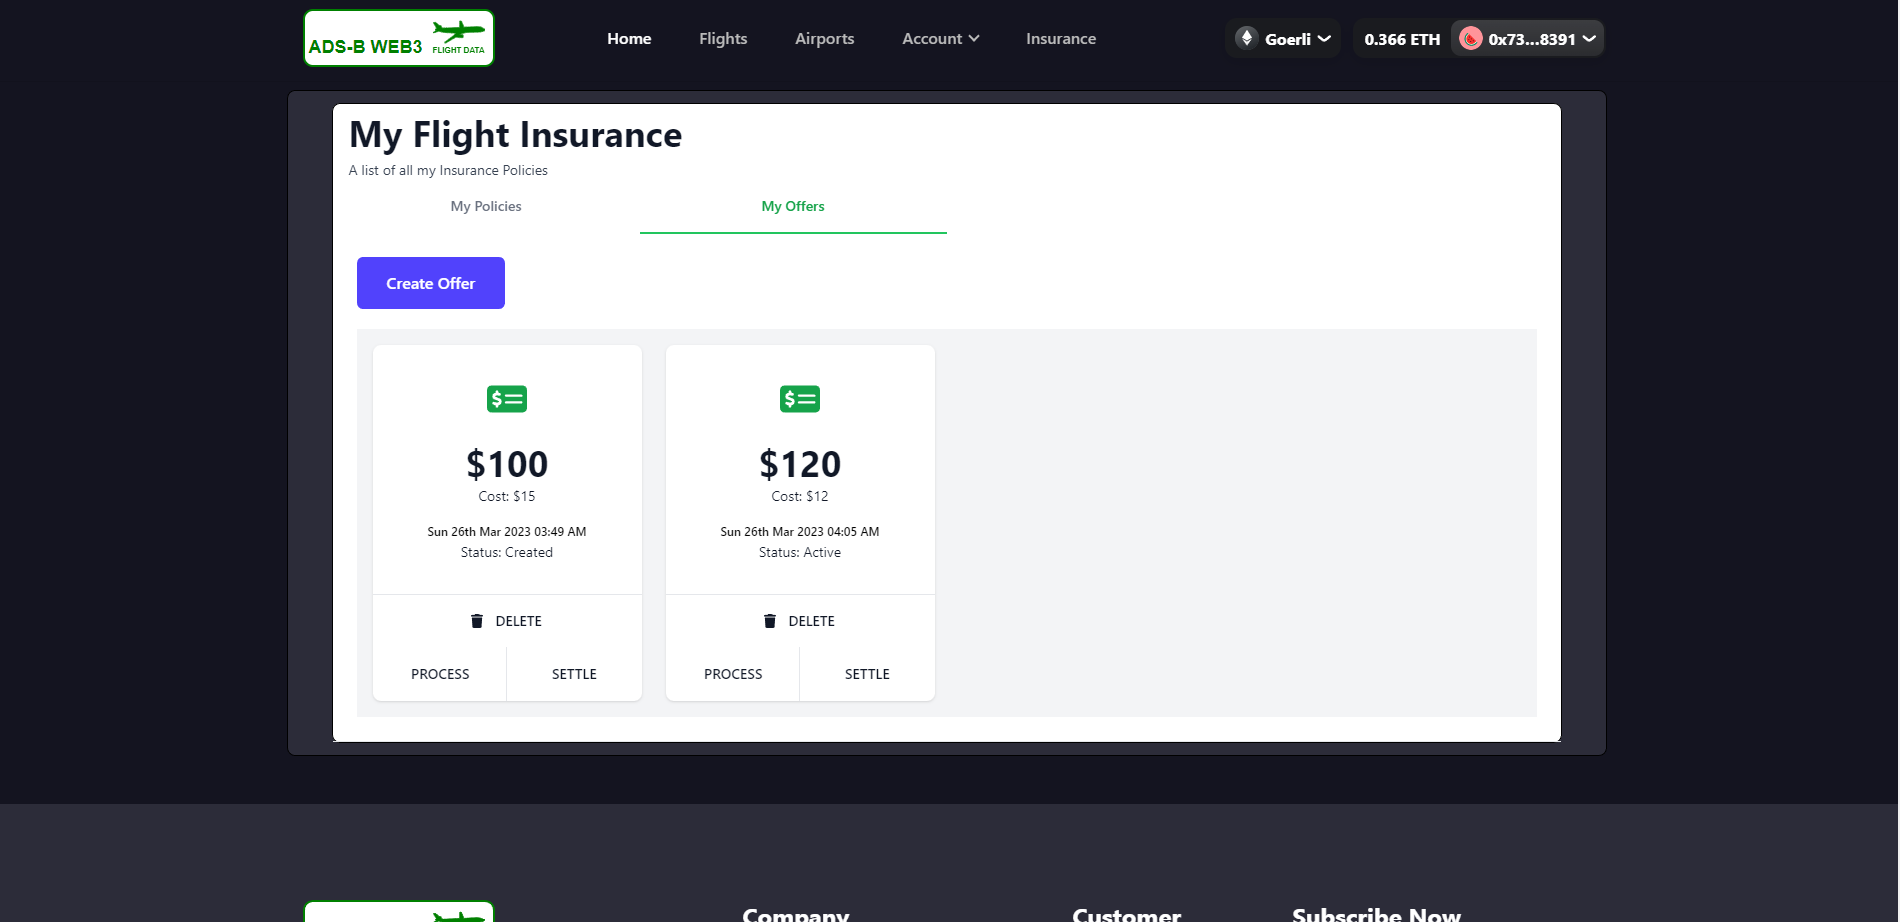 ADS-B WEB3 FLIGHT DATA
Home Flights Airports Account Insurance
Goerli 0.366 ETH 0x73...8391
My Flight Insurance
A list of all my Insurance Policies
My Policies My Offers
Create Offer
$100
Cost: $15
Sun 26th Mar 2023 03:49 AM
Status: Created
DELETE
PROCESS SETTLE
$120
Cost: $12
Sun 26th Mar 2023 04:05 AM
Status: Active
DELETE
PROCESS SETTLE
Company Customer Subscribe Now